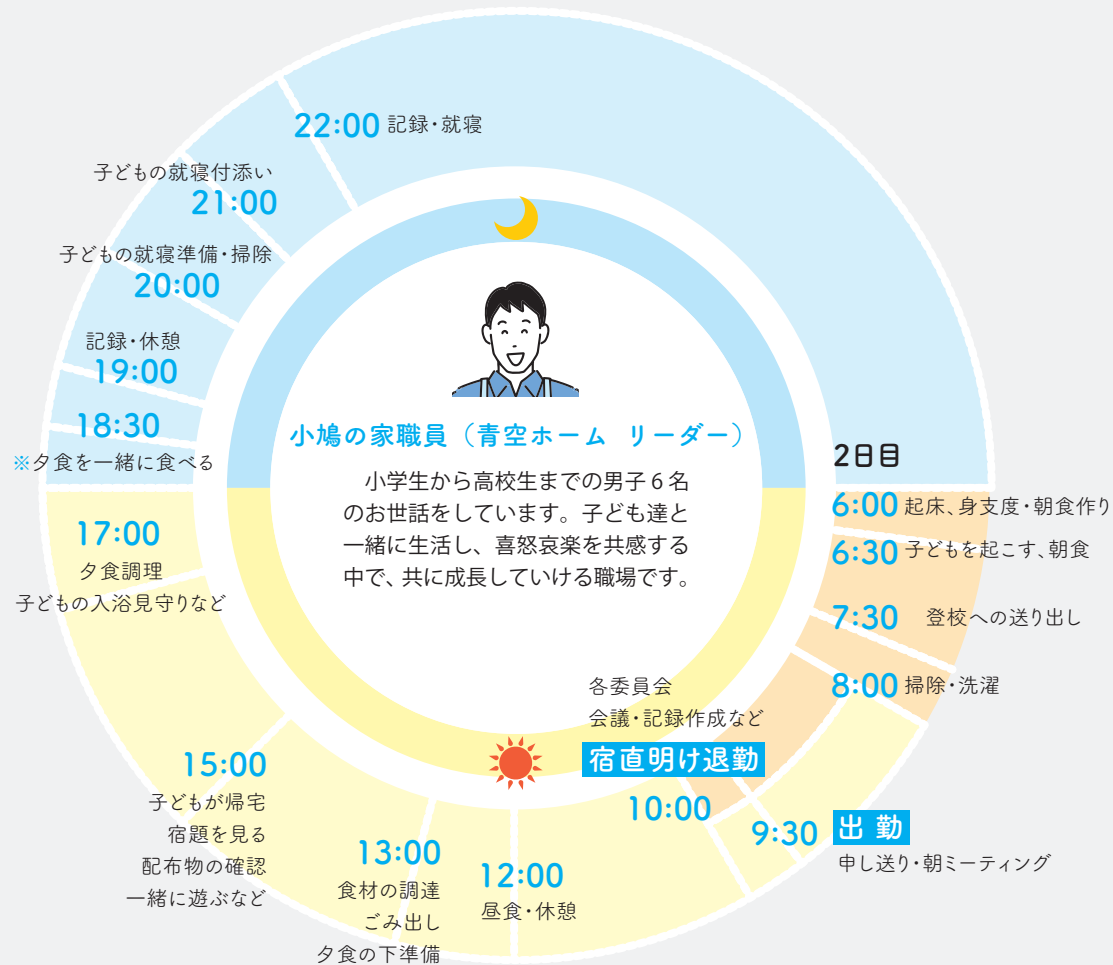 22:00 記録・就寝
子どもの就寝付添い
21:00
子どもの就寝準備・掃除
20:00
記録・休憩
19:00
18:30
※夕食を一緒に食べる
17:00
夕食調理
子どもの入浴見守りなど
15:00
子どもが帰宅
宿題を見る
配布物の確認
一緒に遊ぶなど
13:00
食材の調達
ごみ出し
夕食の下準備
12:00
昼食・休憩
小鳩の家職員（青空ホーム リーダー）
小学生から高校生までの男子6名
のお世話をしています。子ども達と
一緒に生活し、喜怒哀楽を共感する
中で、共に成長していける職場です。
各委員会
会議・記録作成など
宿直明け退勤
10:00
9:30 出勤
申し送り・朝ミーティング
2日目
6:00 起床、身支度・朝食作り
6:30 子どもを起こす、朝食
7:30 登校への送り出し
8:00 掃除・洗濯